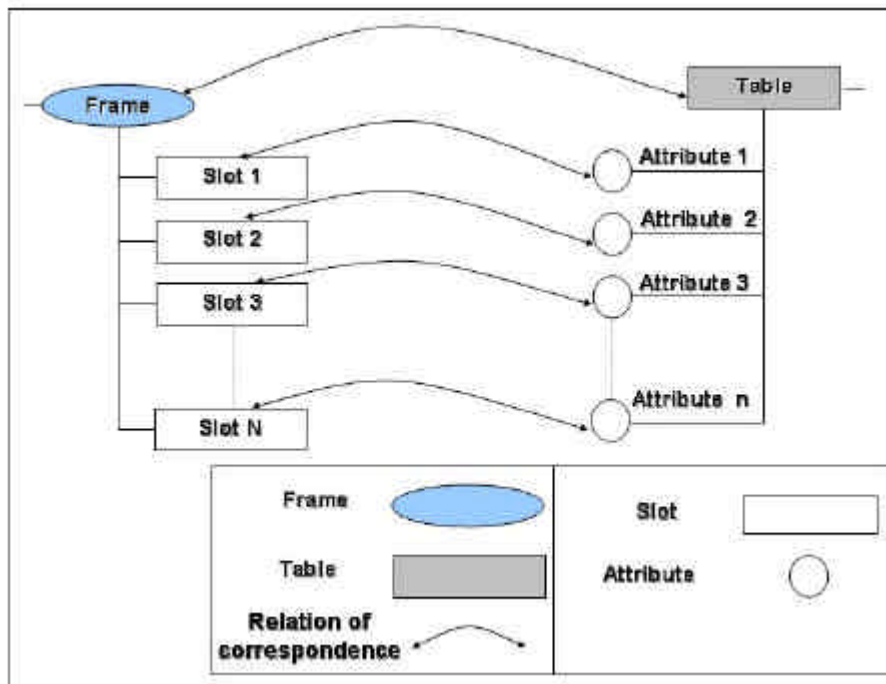 Frame
Table
Slot 1
Attribute 1
Slot 2
Attribute 2
Slot 3
Attribute 3
Slot N
Attribute n
Frame
Slot
Table
Attribute
Relation of
correspondence